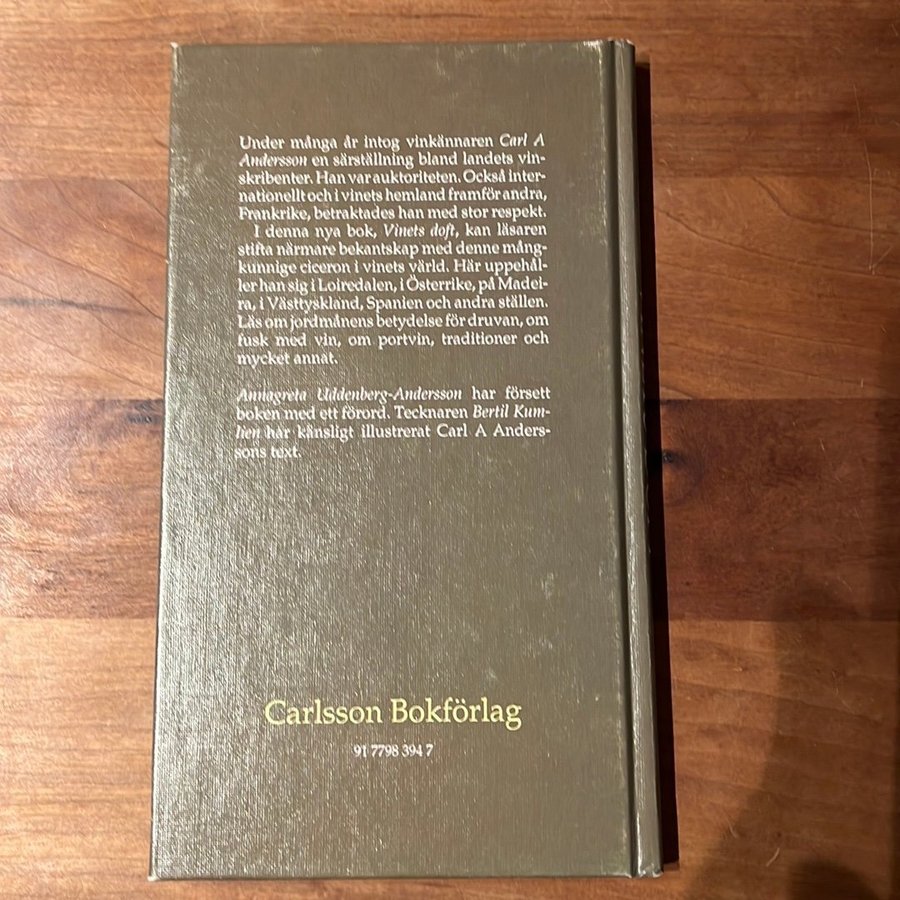 Under många år intog vinkännaren Carl A
Andersson en särställning bland landets vin-
skribenter. Han var auktoriteten. Också inter-
nationellt och i vinets hemland framför andra,
Frankrike, betraktades han med stor respekt.
I denna nya bok, Vinets doft, kan läsaren
stifta närmare bekantskap med denne mång-
kunnige ciceron i vinets värld. Här uppehål-
ler han sig i Loiredalen, i Österrike, på Madei-
ra, i Västtyskland, Spanien och andra ställen.
Läs om jordmånens betydelse för druvan, om
fusk med vin, om portvin, traditioner och
mycket annat.
Annagreta Uddenberg-Andersson har försett
boken med ett förord. Tecknaren Bertil Kum-
lien har känsligt illustrerat Carl A Anders-
sons text.
Carlsson Bokförlag
91 7798 394 7